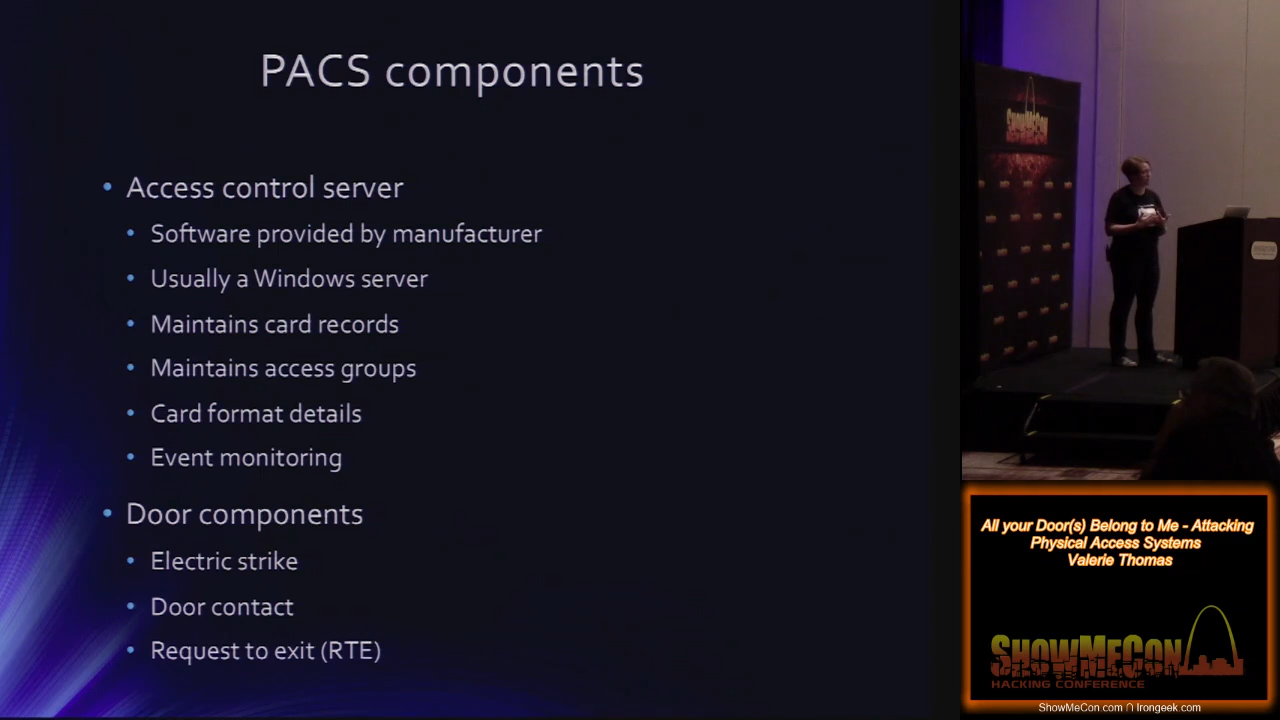 PACS components
Access control server
Software provided by manufacturer
Usually a Windows server
Maintains card records
Maintains access groups
Card format details
Event monitoring
Door components
Electric strike
Door contact
Request to exit (RTE)
SHOWMECON
All your Door(s) Belong to Me - Attacking
Physical Access Systems
Valerie Thomas
SHOWMECON
HACKING CONFERENCE
ShowMeCon.com ∩ Irongeek.com